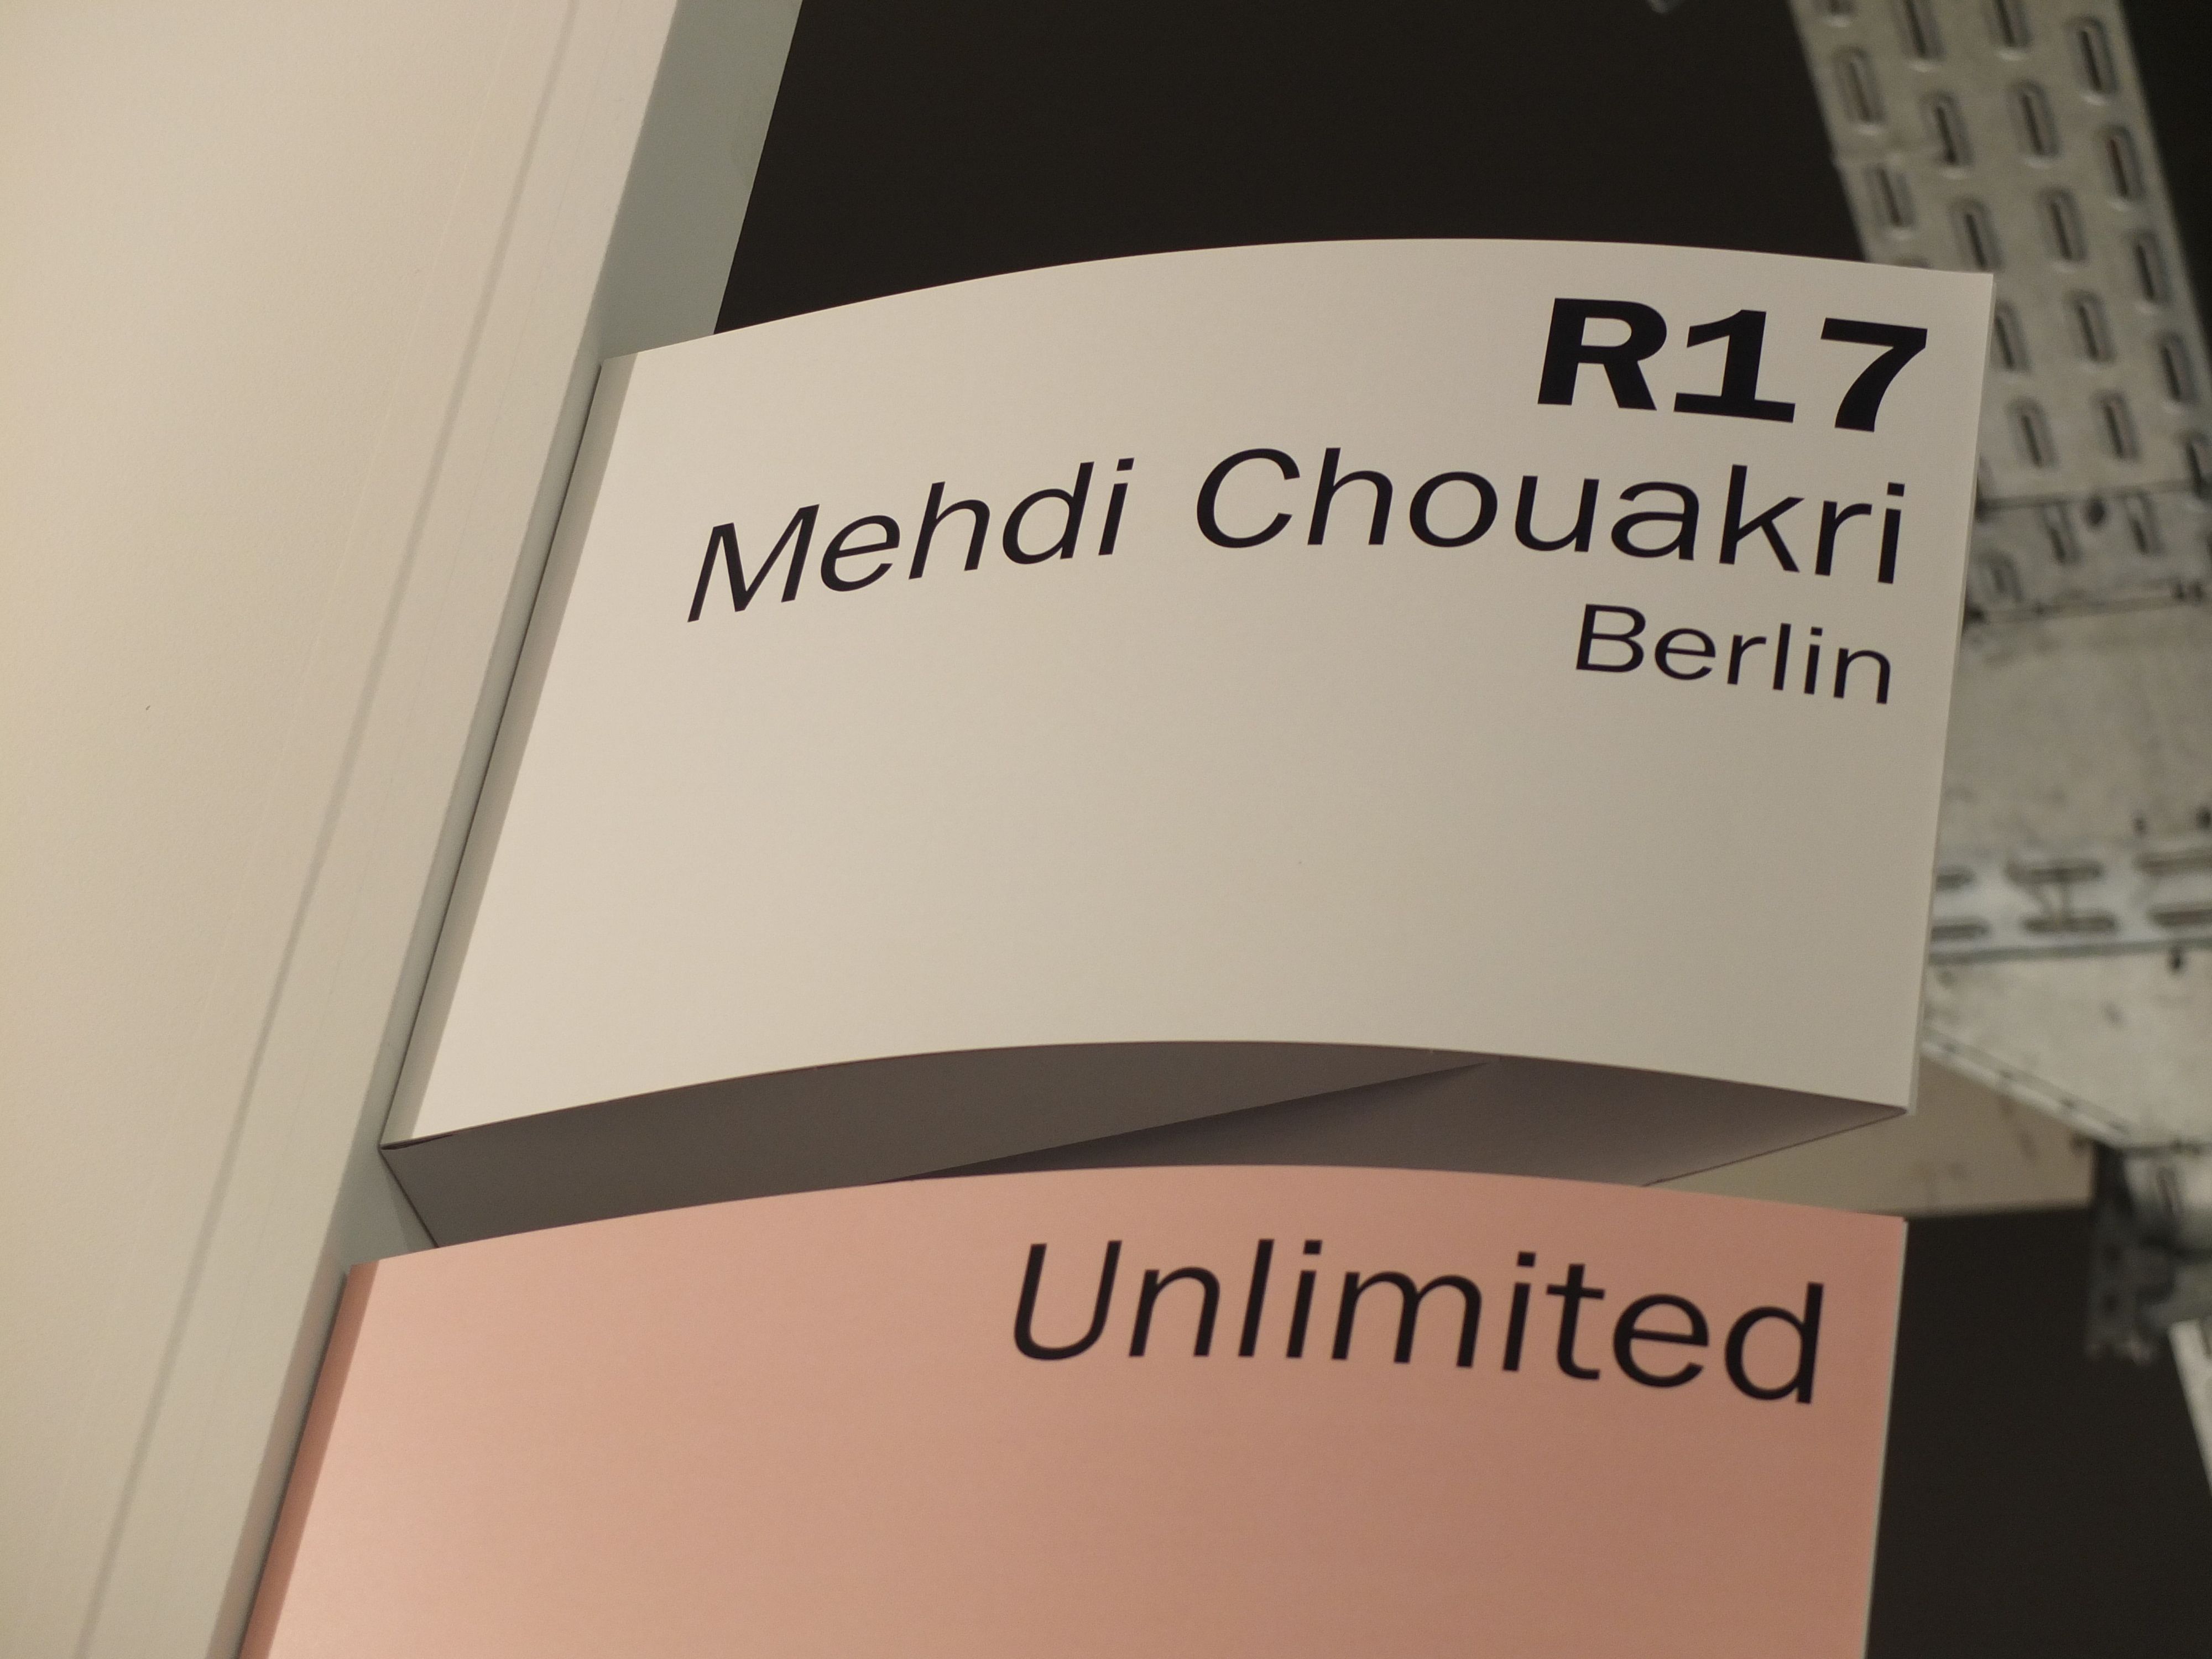 R17
Mehdi Chouakri
Berlin
Unlimited